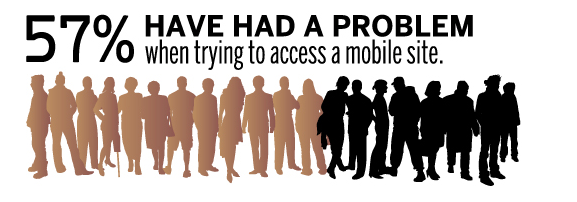 57% HAVE HAD A PROBLEM
when trying to access a mobile site.